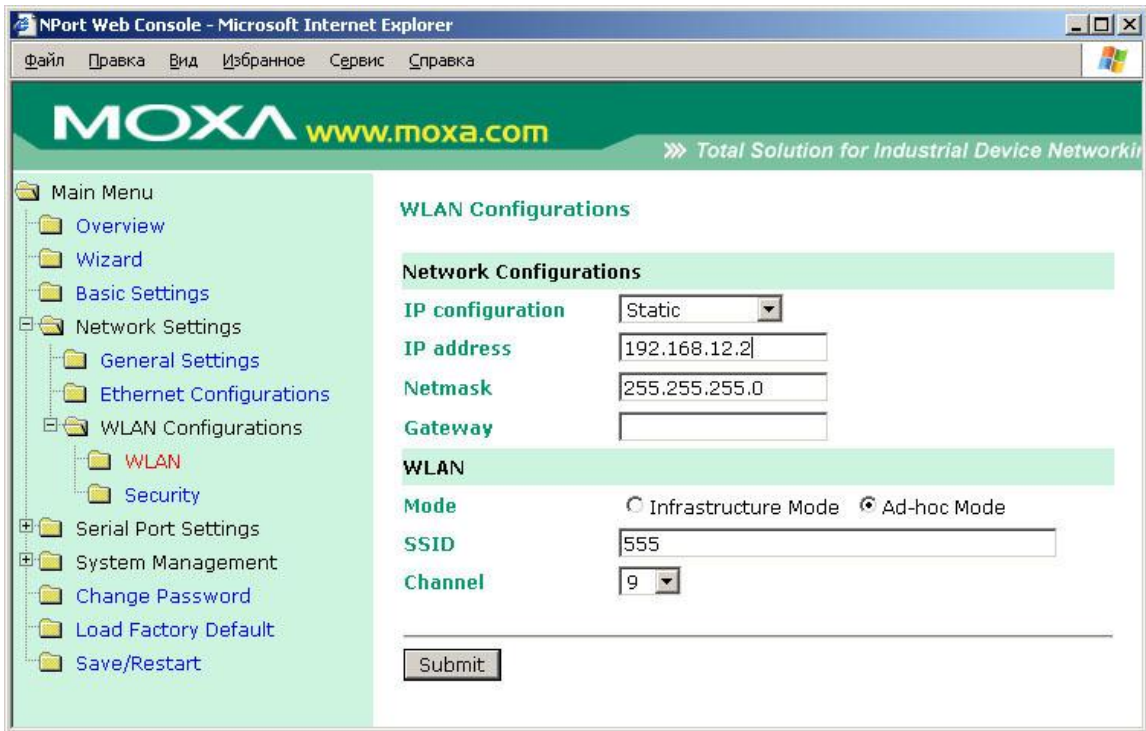 NPort Web Console - Microsoft Internet Explorer
Файл Правка Вид Избранное Сервис Справка
MOXA www.moxa.com
Total Solution for Industrial Device Networkin
Main Menu
Overview
Wizard
Basic Settings
Network Settings
General Settings
Ethernet Configurations
WLAN Configurations
WLAN
Security
Serial Port Settings
System Management
Change Password
Load Factory Default
Save/Restart
WLAN Configurations
Network Configurations
IP configuration Static
IP address 192.168.12.2
Netmask 255.255.255.0
Gateway
WLAN
Mode Infrastructure Mode Ad-hoc Mode
SSID 555
Channel 9
Submit